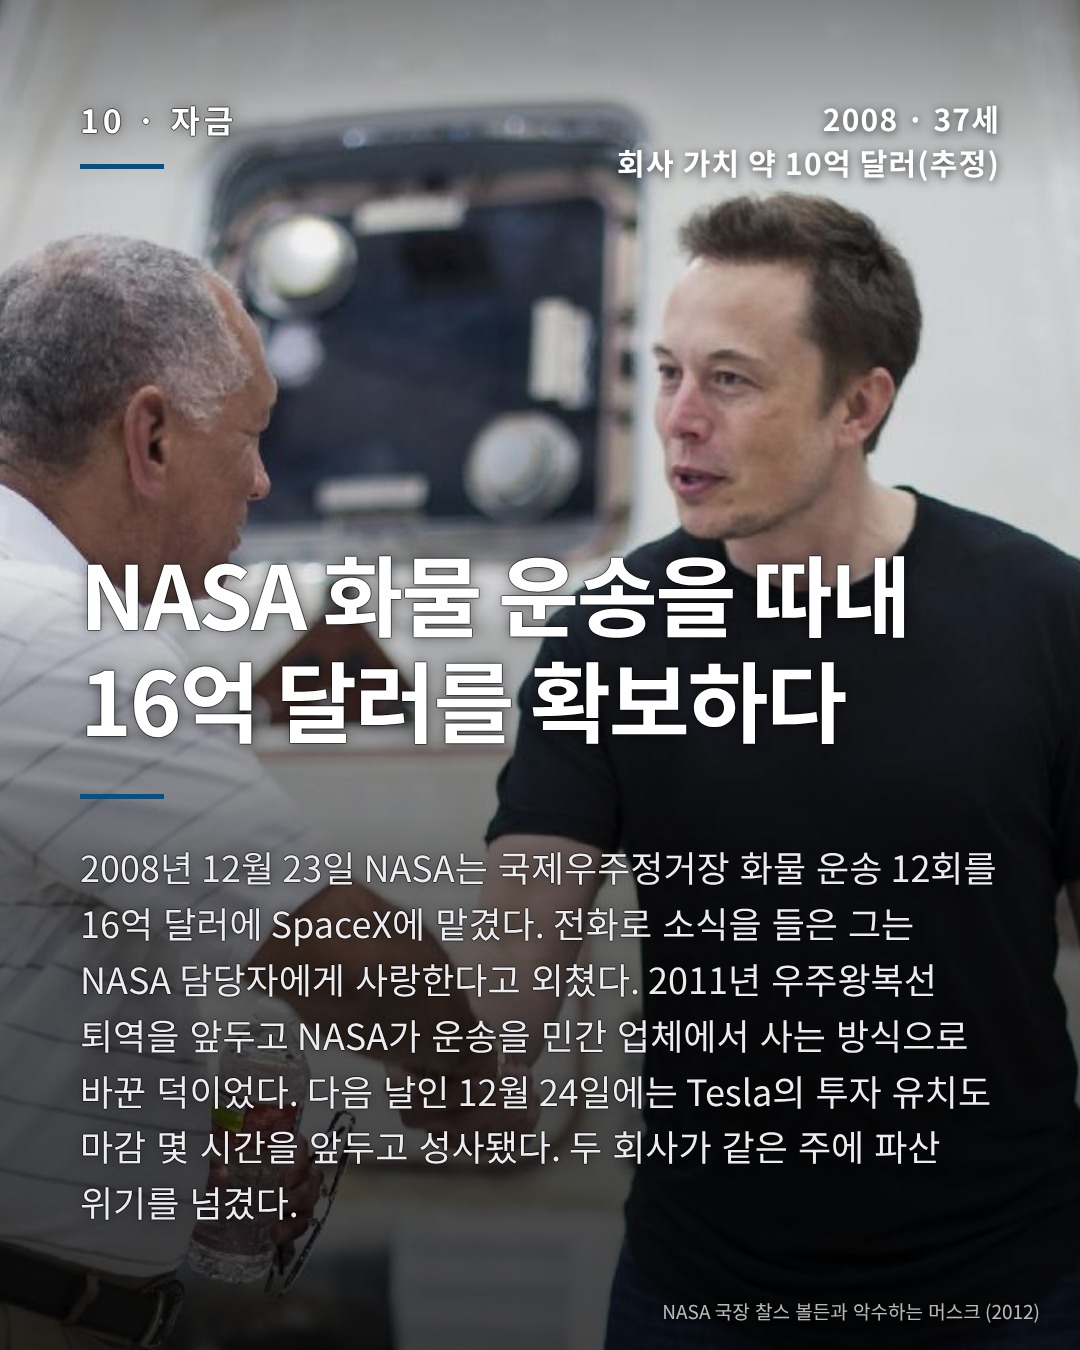 10 · 자금
2008 · 37세
회사 가치 약 10억 달러(추정)
NASA 화물 운송을 따내
16억 달러를 확보하다
2008년 12월 23일 NASA는 국제우주정거장 화물 운송 12회를
16억 달러에 SpaceX에 맡겼다. 전화로 소식을 들은 그는
NASA 담당자에게 사랑한다고 외쳤다. 2011년 우주왕복선
퇴역을 앞두고 NASA가 운송을 민간 업체에서 사는 방식으로
바꾼 덕이었다. 다음 날인 12월 24일에는 Tesla의 투자 유치도
마감 몇 시간을 앞두고 성사됐다. 두 회사가 같은 주에 파산
위기를 넘겼다.
NASA 국장 찰스 볼든과 악수하는 머스크 (2012)